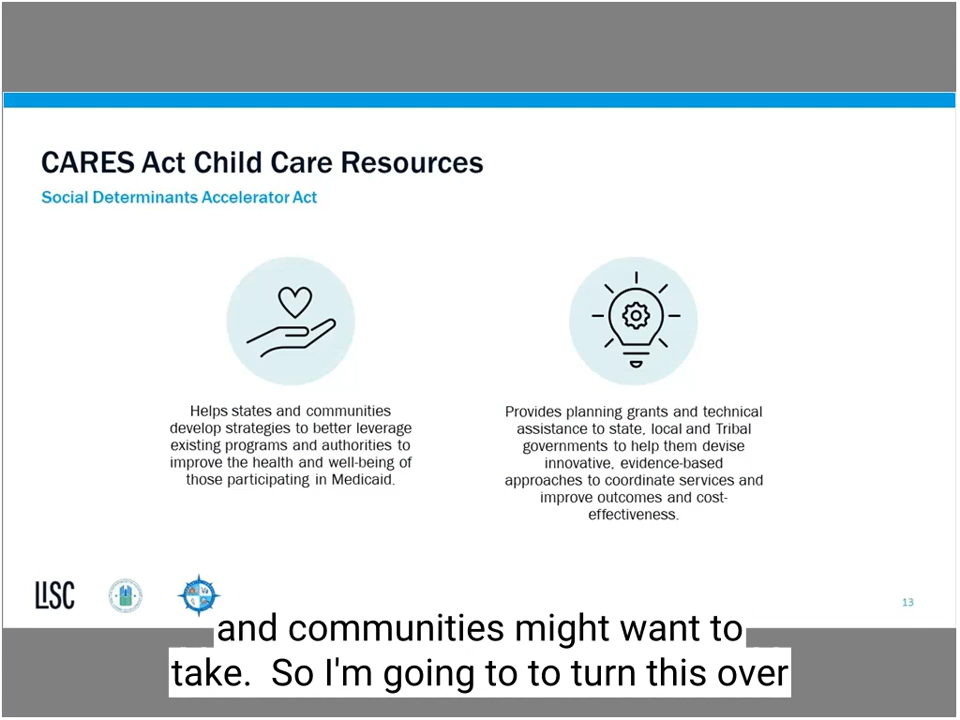 CARES Act Child Care Resources
Social Determinants Accelerator Act
Helps states and communities
develop strategies to better leverage
existing programs and authorities to
improve the health and well-being of
those participating in Medicaid.
Provides planning grants and technical
assistance to state, local and Tribal
governments to help them devise
innovative, evidence-based
approaches to coordinate services and
improve outcomes and cost-
effectiveness.
LISC
13
and communities might want to
take.  So I'm going to to turn this over